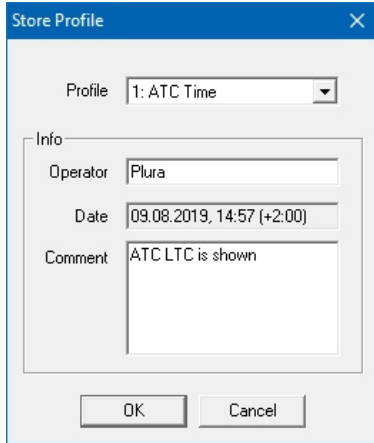 Store Profile
Profile 1: ATC Time
Info
Operator Plura
Date 09.08.2019, 14:57 (+2:00)
Comment ATC LTC is shown
OK Cancel